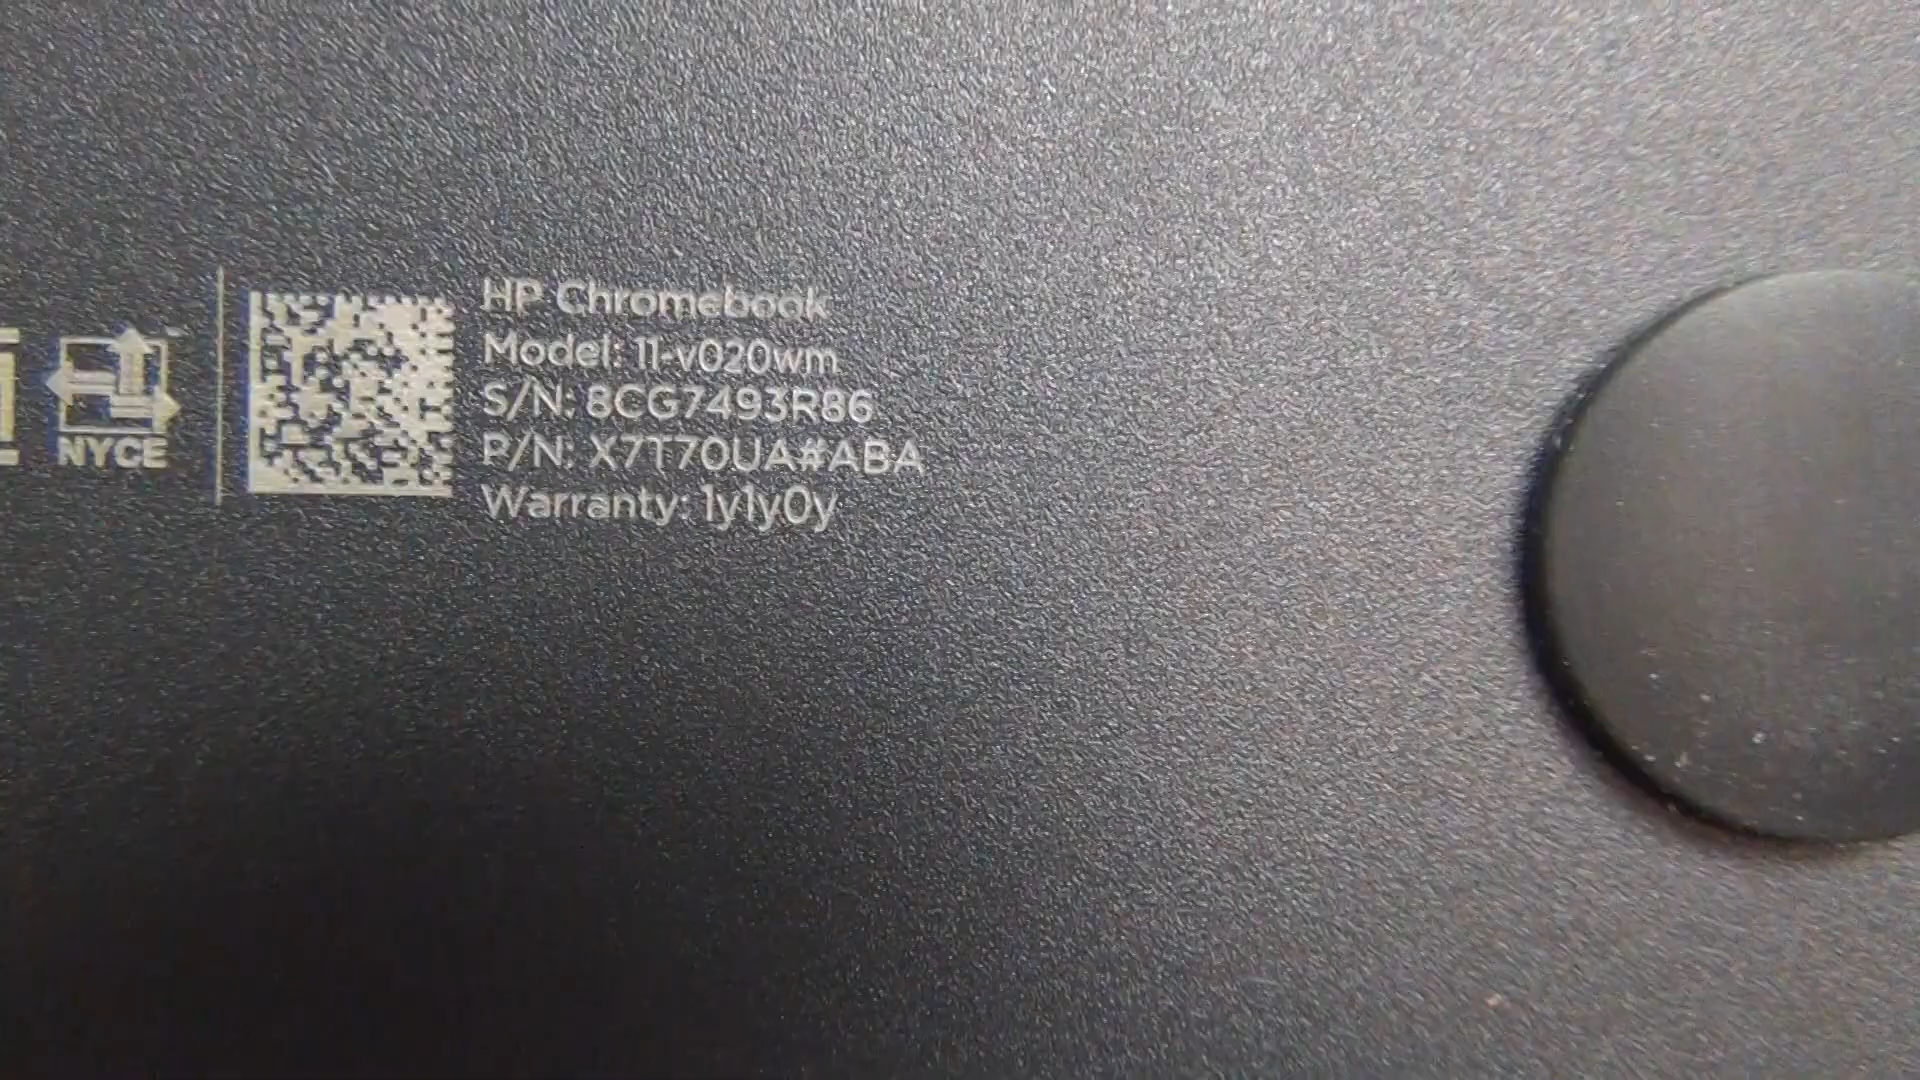 NYCE
HP Chromebook
Model: 11-v020wm
S/N: 8CG7493R86
P/N: X7T70UA#ABA
Warranty: 1y1y0y